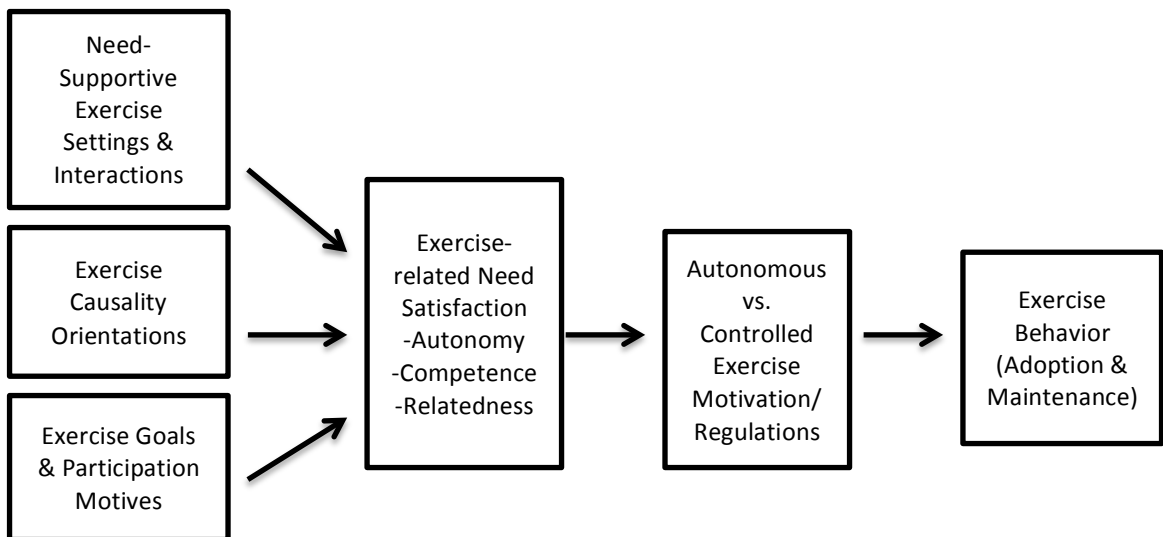 Need-
Supportive
Exercise
Settings &
Interactions
Exercise
Causality
Orientations
Exercise Goals
& Participation
Motives
Exercise-
related Need
Satisfaction
-Autonomy
-Competence
-Relatedness
Autonomous
vs.
Controlled
Exercise
Motivation/
Regulations
Exercise
Behavior
(Adoption &
Maintenance)